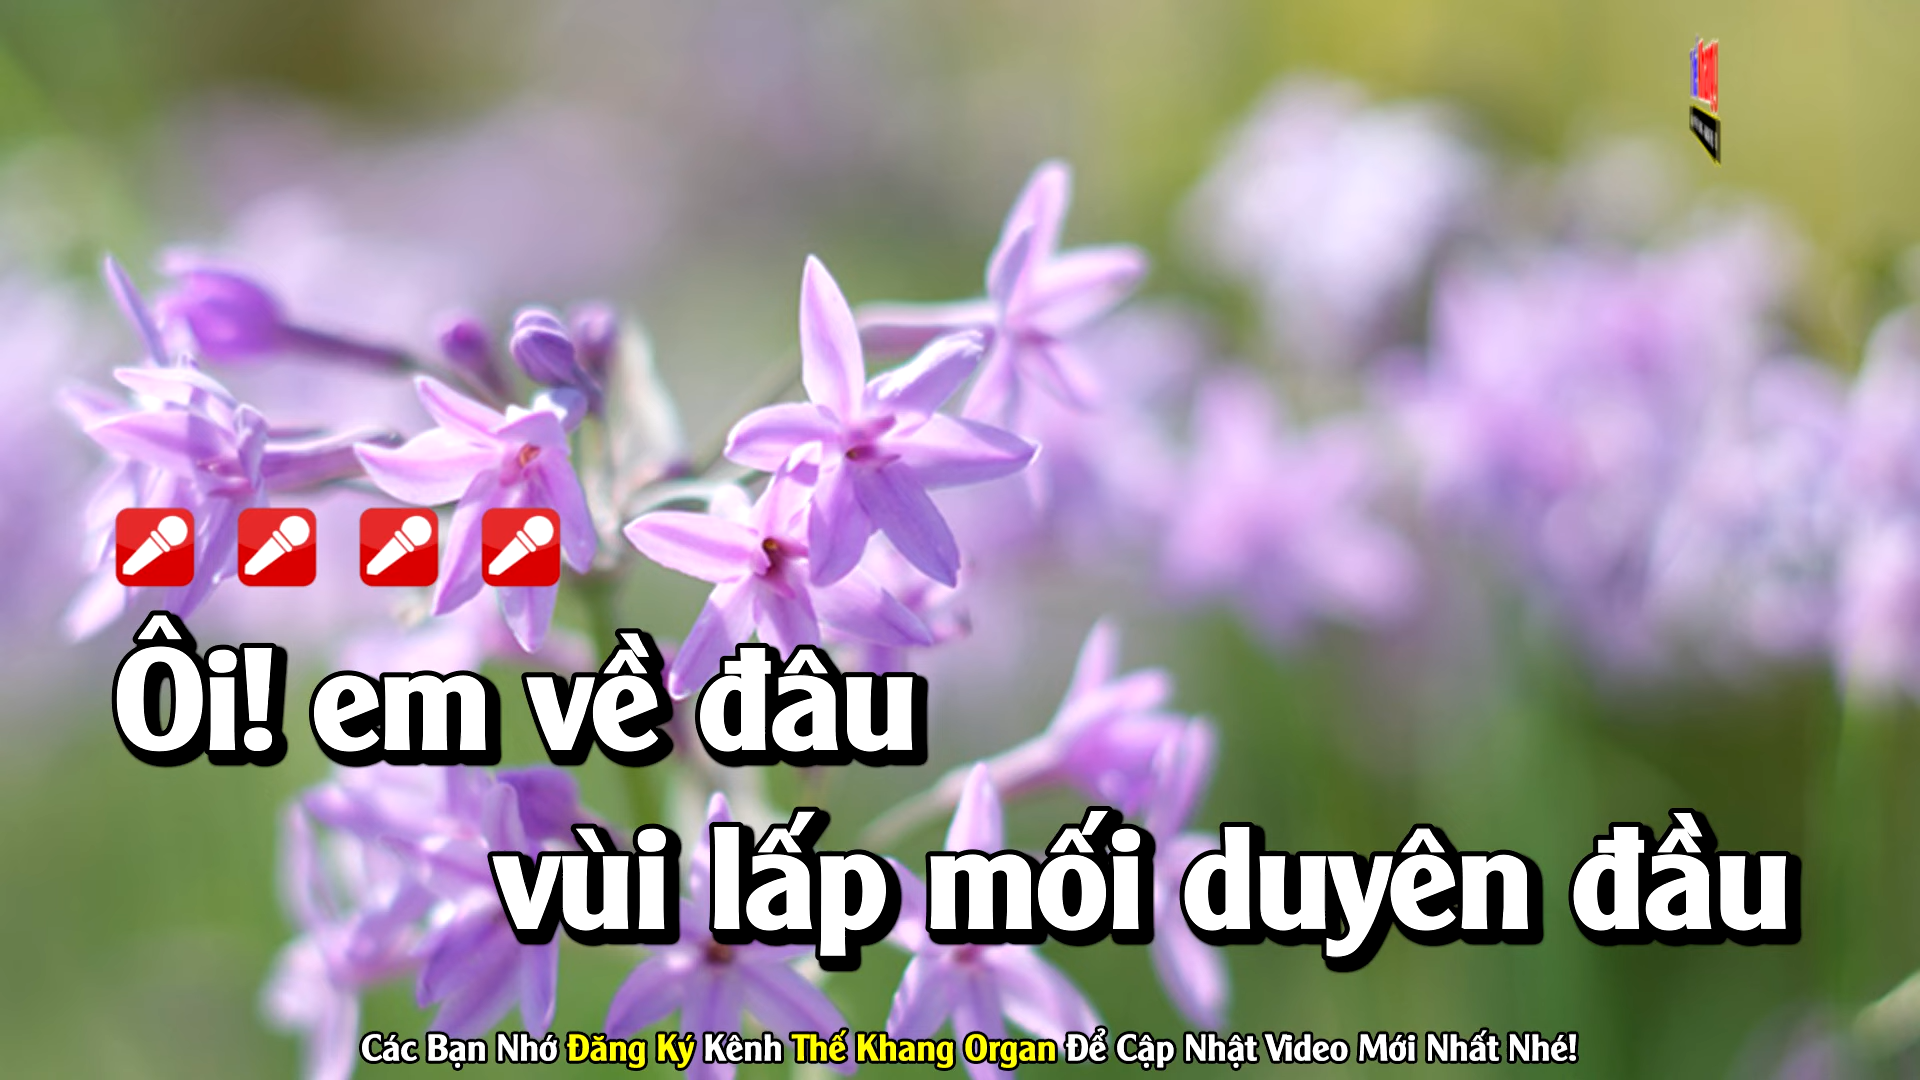 Ôi! em về đâu
vùi lấp mối duyên đầu
Các Bạn Nhớ Đăng Ký Kênh Thế Khang Organ Để Cập Nhật Video Mới Nhất Nhé!